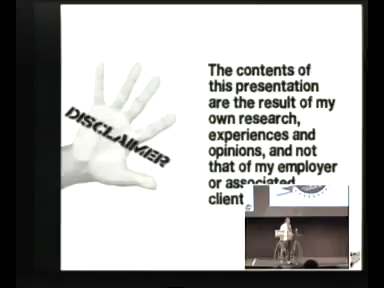 DISCLAIMER
The contents of
this presentation
are the result of my
own research,
experiences and
opinions, and not
that of my employer
or associated
client